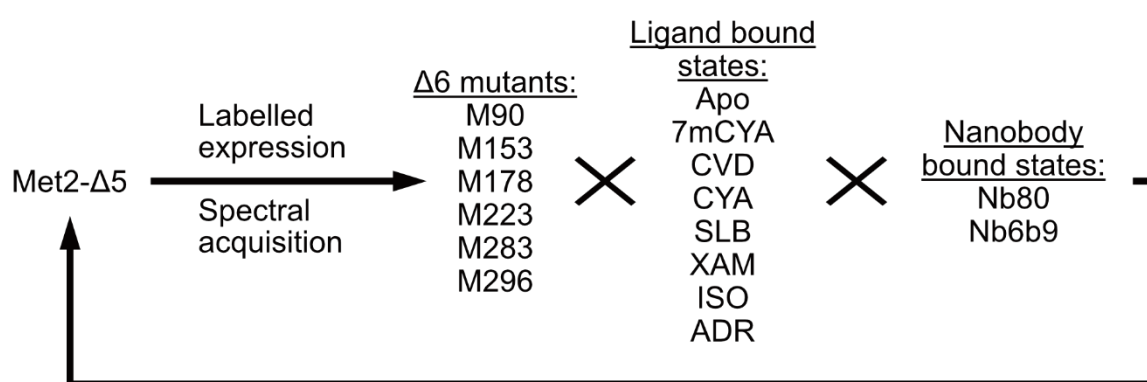 Met2-Δ5
Labelled
expression
Spectral
acquisition
Δ6 mutants:
M90
M153
M178
M223
M283
M296
Ligand bound
states:
Apo
7mCYA
CVD
CYA
SLB
XAM
ISO
ADR
Nanobody
bound states:
Nb80
Nb6b9